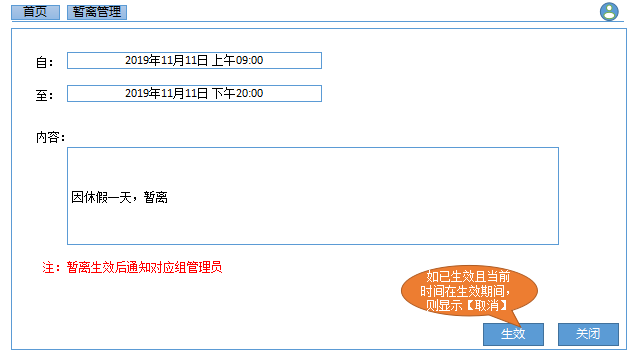 首页 暂离管理
自： 2019年11月11日 上午09:00
至： 2019年11月11日 下午20:00
内容：
因休假一天，暂离
注：暂离生效后通知对应组管理员
如已生效且当前
时间在生效期间，
则显示【取消】
生效 关闭